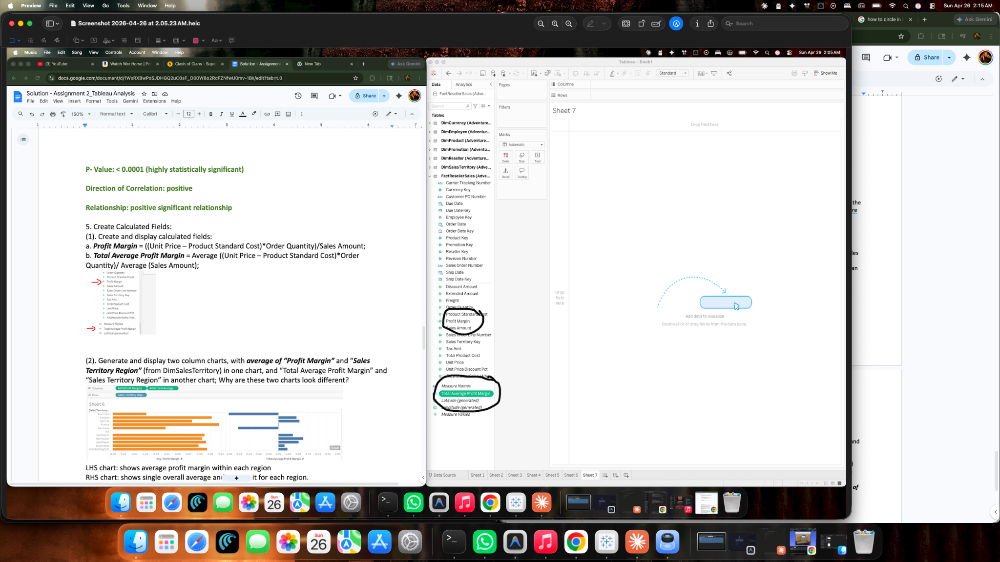 Preview File Edit View Go Tools Window Help
Sun Apr 26 2:15 AM
Screenshot 2026-04-26 at 2.05.23 AM.heic
Search
how to circle in
Ask Gemini
Music File Edit Song View Controls Account Window Help
Sun Apr 26 2:05 AM
(3) YouTube
Watch War Horse | Pri
Clash of Clans - Supe
Solution - Assignment
New Tab
Ask Gemini
docs.google.com/document/d/1WxRXBwPoSJDHGQ2uC0sF_O00W8o2RcFZNfwU0mv-1Bk/edit?tab=t.0
Solution - Assignment 2_Tableau Analysis
File Edit View Insert Format Tools Gemini Extensions Help
Share
150% Normal text Calibri 12 B I U A
1 1 2 3 4 5 6 7
P- Value: < 0.0001 (highly statistically significant)
Direction of Correlation: positive
Relationship: positive significant relationship
5. Create Calculated Fields:
(1). Create and display calculated fields:
a. Profit Margin = ((Unit Price – Product Standard Cost)*Order Quantity)/Sales Amount;
b. Total Average Profit Margin = Average ((Unit Price – Product Standard Cost)*Order
Quantity)/ Average (Sales Amount);
Order Quantity
Product Standard Cost
Profit Margin
Sales Amount
Sales Order Line Number
Sales Territory Key
Tax Amt
Total Product Cost
Unit Price
Unit Price Discount Pct
FactResellerSales (Adv...
Measure Names
Total Average Profit Margin
Latitude (generated)
(2). Generate and display two column charts, with average of “Profit Margin” and “Sales
Territory Region” (from DimSalesTerritory) in one chart, and “Total Average Profit Margin” and
“Sales Territory Region” in another chart; Why are these two charts look different?
Columns AVG(Profit Margin) AGG(Total Average ..
Rows Sales Territory Regi..
Sheet 6
Sales Territory..
Australia
Canada
Central
France
Germany
NA
Northeast
Northwest
Southeast
Southwest
United Kingdom
1 null
0.00 0.01 0.02 0.03 0.04 0.05 0.06 0.07 0.08 0.09 0.10 -0.05 -0.04 -0.03 -0.02 -0.01 0.00 0.01 0.02 0.03 0.04 0.05 0.06
Avg. Profit Margin
Total Average Profit Margin
LHS chart: shows average profit margin within each region
RHS chart: shows single overall average and it for each region.
Tableau - Book1
Standard
Show Me
Data Analytics
FactResellerSales (Adve...
Search
Tables
DimCurrency (Adventure...
DimEmployee (Adventur...
DimProduct (Adventure...
DimPromotion (Adventu...
DimReseller (Adventure...
DimSalesTerritory (Adve...
FactResellerSales (Adve...
Abc Carrier Tracking Number
Currency Key
Abc Customer PO Number
Due Date
Due Date Key
Employee Key
Order Date
Order Date Key
Product Key
Promotion Key
Reseller Key
Revision Number
Abc Sales Order Number
Ship Date
Ship Date Key
Discount Amount
Extended Amount
Freight
Order Quantity
Product Standard Cost
Profit Margin
Sales Amount
Sales Order Line Number
Sales Territory Key
Tax Amt
Total Product Cost
Unit Price
Unit Price Discount Pct
FactResellerSales (Adv...
Measure Names
Total Average Profit Margin
Latitude (generated)
Longitude (generated)
Measure Values
Pages
Filters
Marks
Automatic
Color Size Text
Detail Tooltip
Columns
Rows
Sheet 7
Drop field here
Drop
field
here
Add data to visualize
Double-click or drag fields from the data pane.
Data Source Sheet 1 Sheet 2 Sheet 3 Sheet 4 Sheet 5 Sheet 6 Sheet 7
Share
7
the
re
les
an
and
of
Sun
26
Sun
26